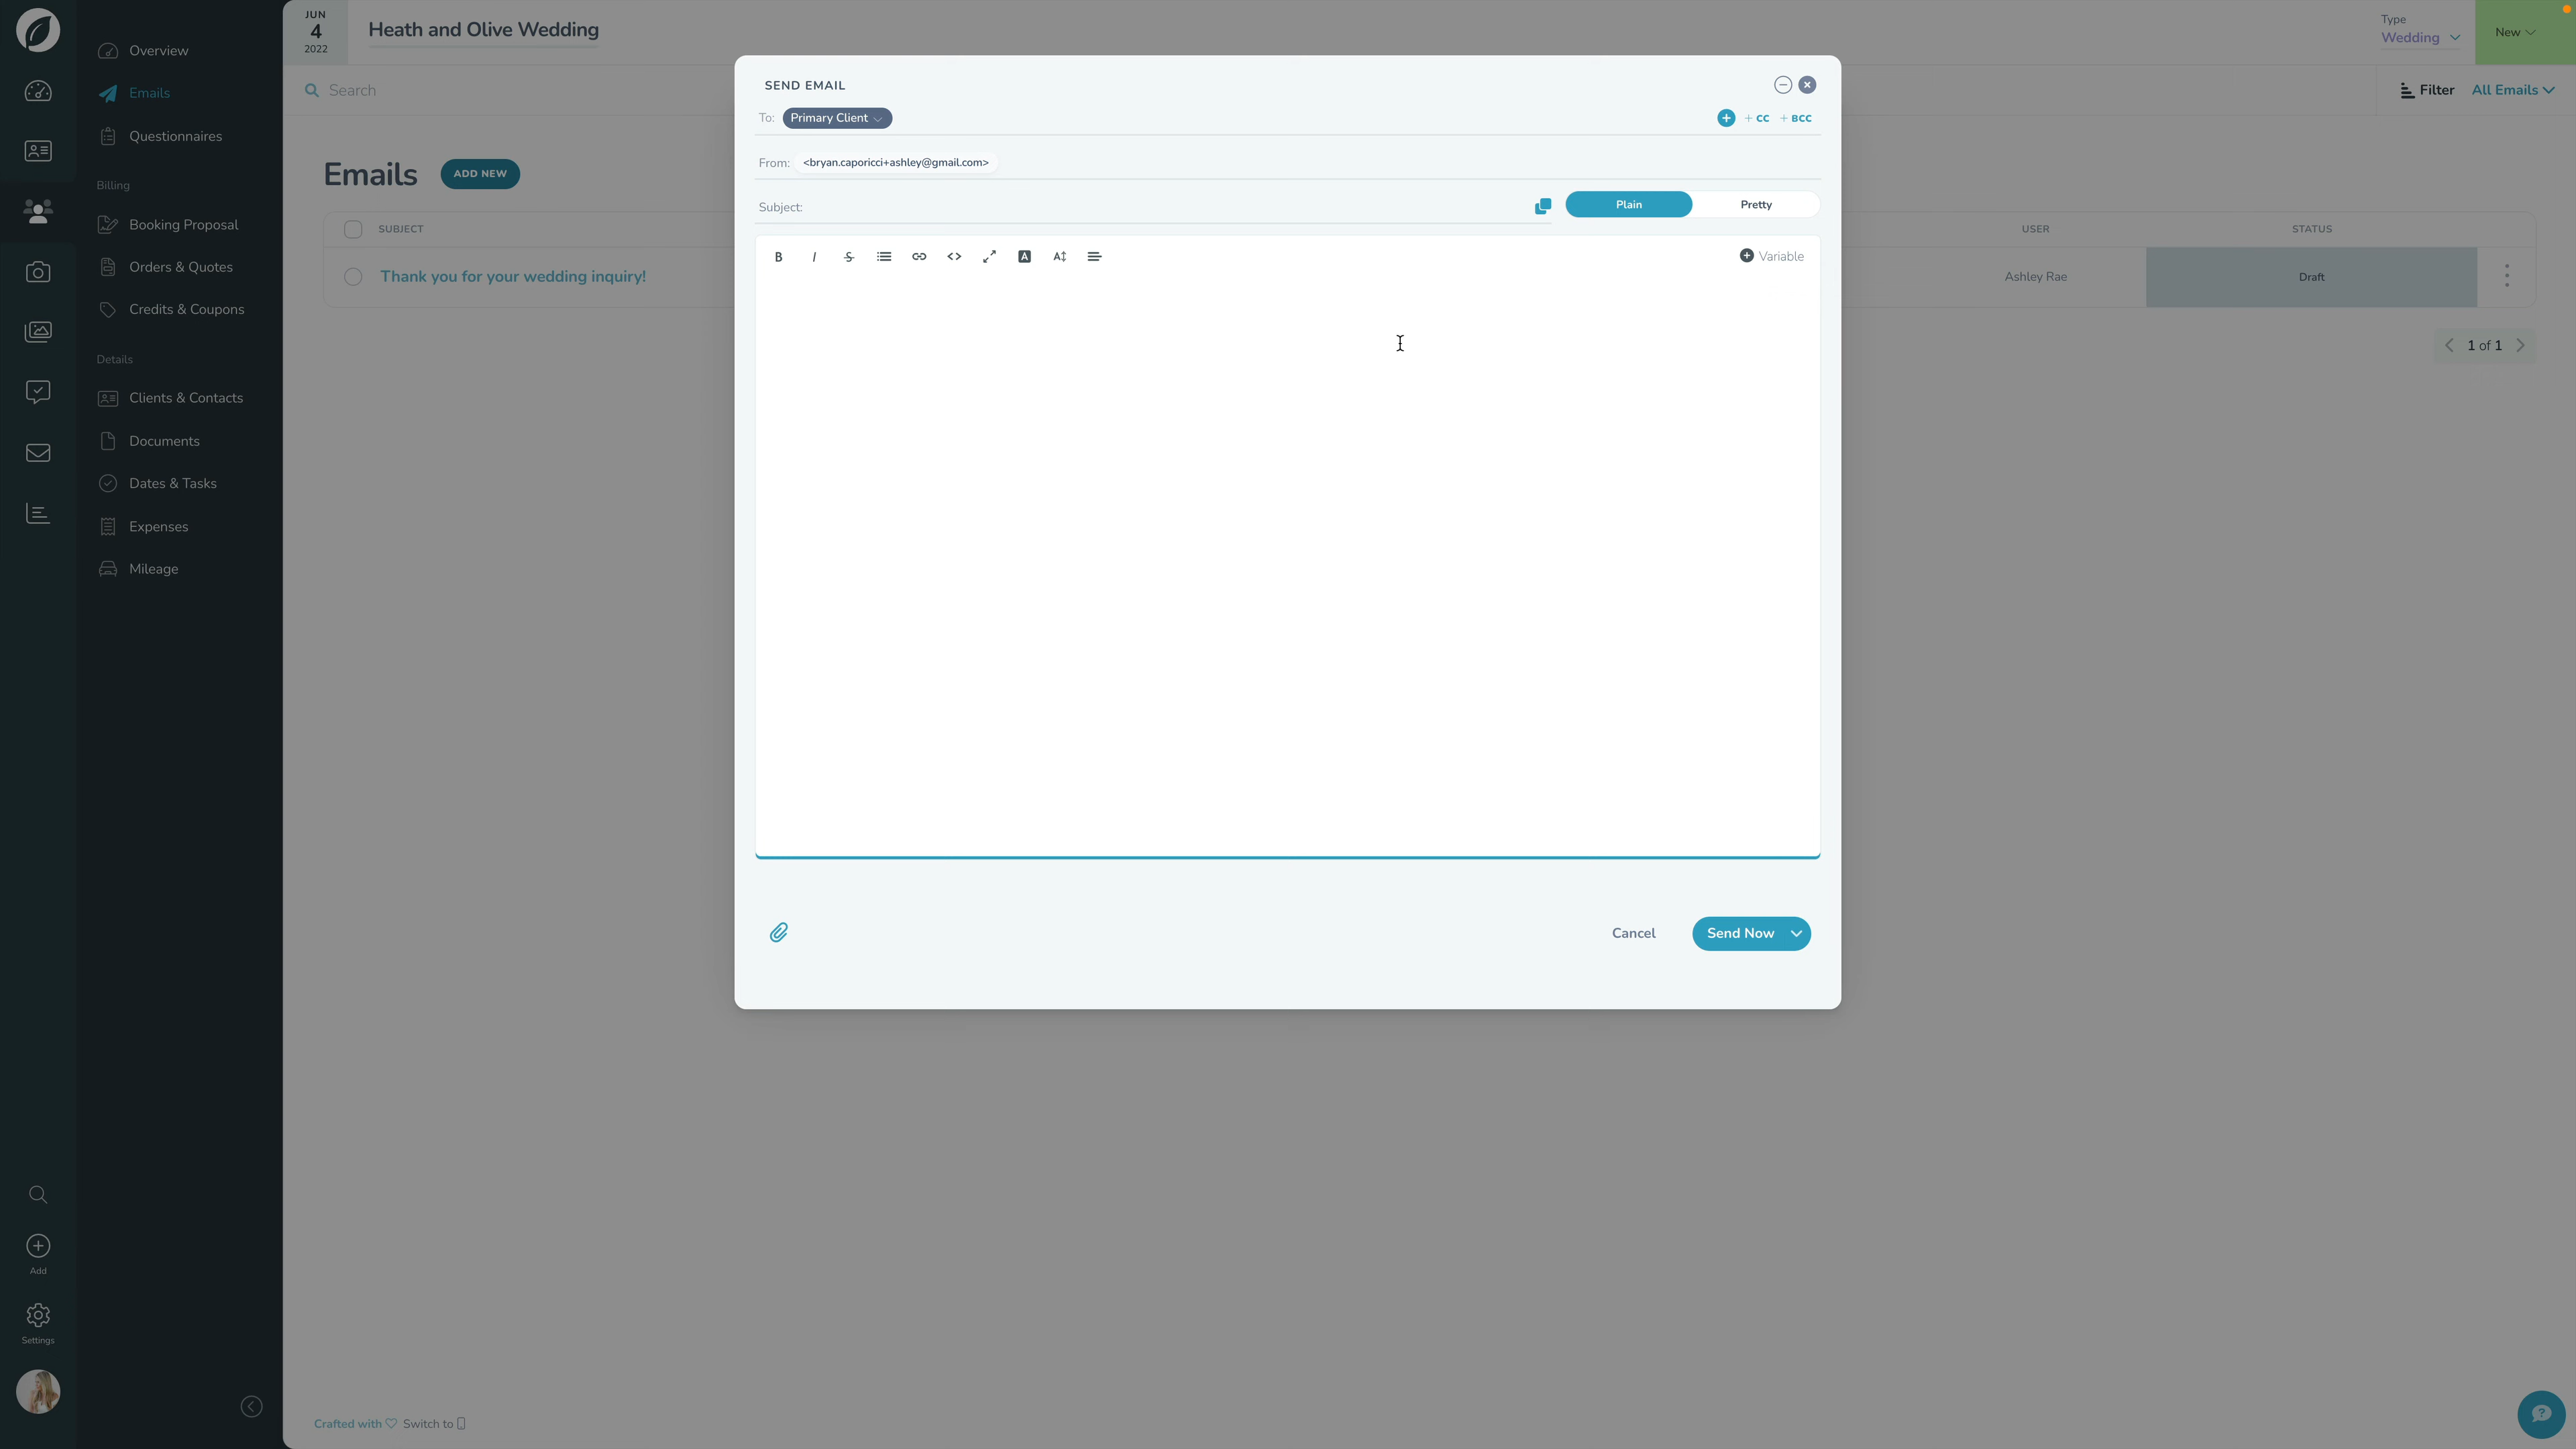 JUN
4
2022
Heath and Olive Wedding
Type
Wedding
New
Search
Filter
All Emails
Overview
Emails
Questionnaires
Billing
Booking Proposal
Orders & Quotes
Credits & Coupons
Details
Clients & Contacts
Documents
Dates & Tasks
Expenses
Mileage
Add
Settings
Emails
ADD NEW
SUBJECT
USER
STATUS
Thank you for your wedding inquiry!
Ashley Rae
Draft
1 of 1
SEND EMAIL
To: Primary Client
+ CC + BCC
From: <bryan.caporicci+ashley@gmail.com>
Subject:
Plain
Pretty
B I S A A
Variable
Cancel
Send Now
Crafted with Switch to